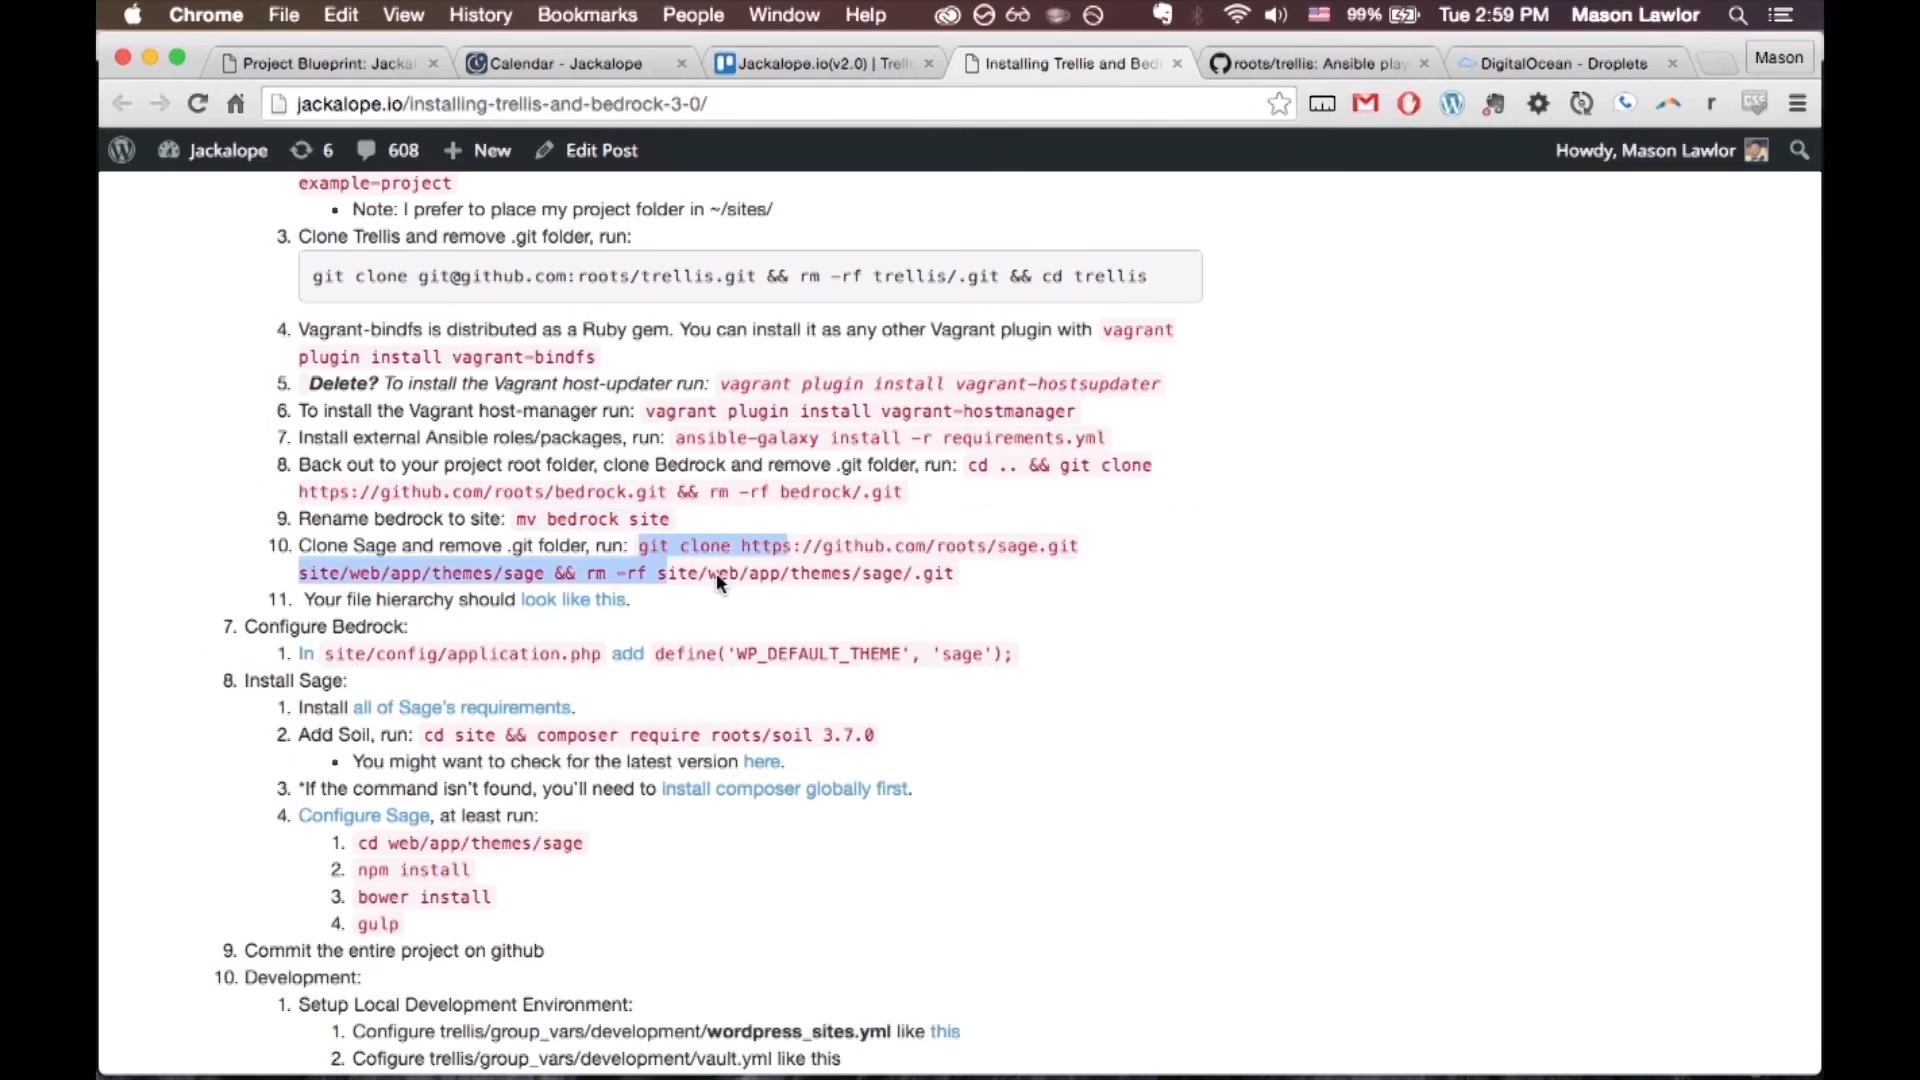 Chrome File Edit View History Bookmarks People Window Help 99% Tue 2:59 PM Mason Lawlor
Project Blueprint: Jacka Calendar - Jackalope Jackalope.io(v2.0) | Trell Installing Trellis and Bed roots/trellis: Ansible play DigitalOcean - Droplets Mason
jackalope.io/installing-trellis-and-bedrock-3-0/
Jackalope 6 608 New Edit Post Howdy, Mason Lawlor
example-project
▪ Note: I prefer to place my project folder in ~/sites/
3. Clone Trellis and remove .git folder, run:
git clone git@github.com:roots/trellis.git && rm -rf trellis/.git && cd trellis
4. Vagrant-bindfs is distributed as a Ruby gem. You can install it as any other Vagrant plugin with vagrant
plugin install vagrant-bindfs
5. Delete? To install the Vagrant host-updater run: vagrant plugin install vagrant-hostsupdater
6. To install the Vagrant host-manager run: vagrant plugin install vagrant-hostmanager
7. Install external Ansible roles/packages, run: ansible-galaxy install -r requirements.yml
8. Back out to your project root folder, clone Bedrock and remove .git folder, run: cd .. && git clone
https://github.com/roots/bedrock.git && rm -rf bedrock/.git
9. Rename bedrock to site: mv bedrock site
10. Clone Sage and remove .git folder, run: git clone https://github.com/roots/sage.git
site/web/app/themes/sage && rm -rf site/web/app/themes/sage/.git
11. Your file hierarchy should look like this.
7. Configure Bedrock:
1. In site/config/application.php add define('WP_DEFAULT_THEME', 'sage');
8. Install Sage:
1. Install all of Sage's requirements.
2. Add Soil, run: cd site && composer require roots/soil 3.7.0
▪ You might want to check for the latest version here.
3. *If the command isn't found, you'll need to install composer globally first.
4. Configure Sage, at least run:
1. cd web/app/themes/sage
2. npm install
3. bower install
4. gulp
9. Commit the entire project on github
10. Development:
1. Setup Local Development Environment:
1. Configure trellis/group_vars/development/wordpress_sites.yml like this
2. Cofigure trellis/group_vars/development/vault.yml like this